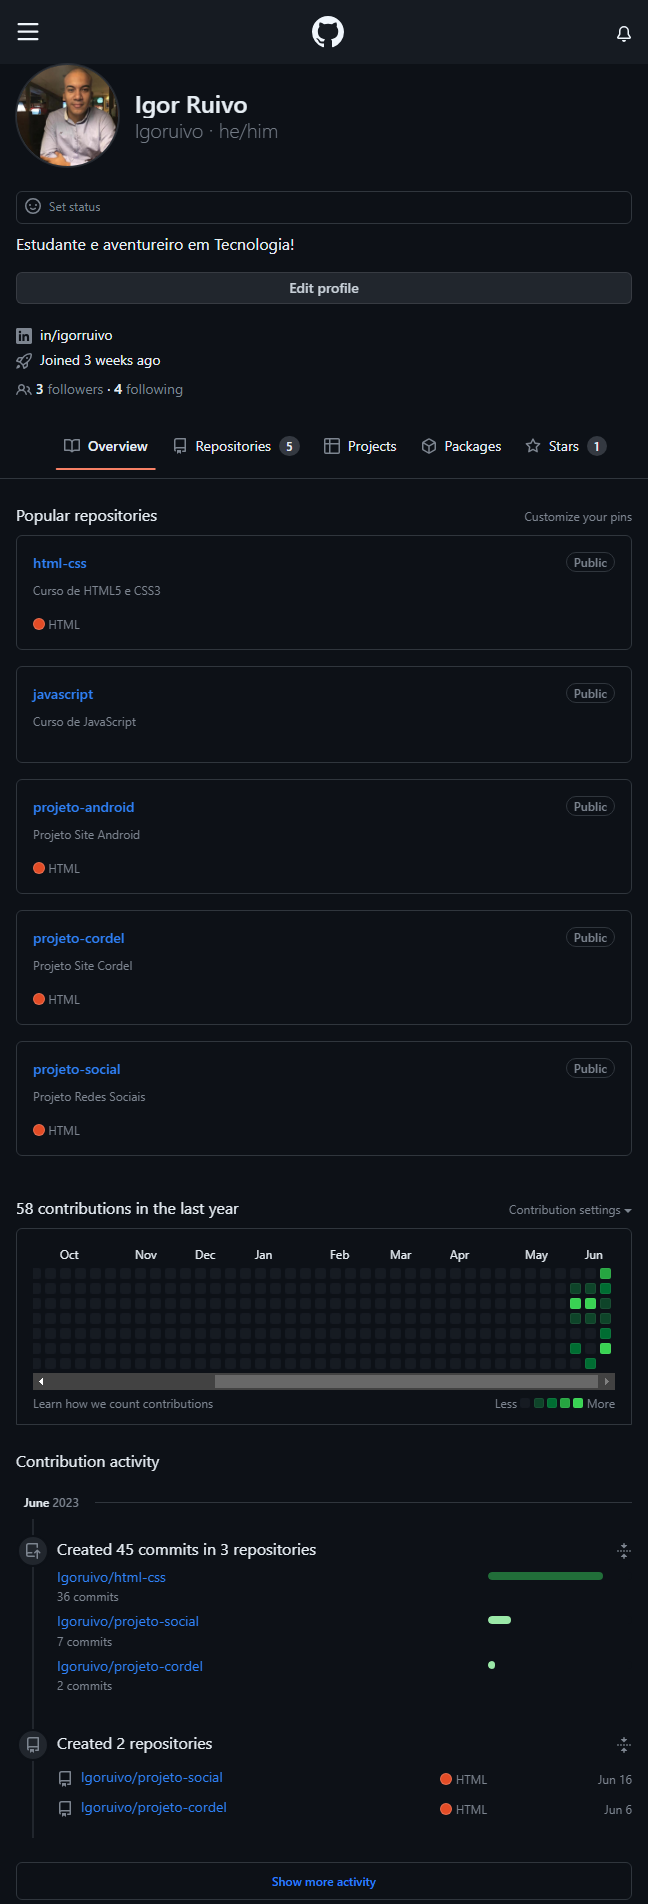 Igor Ruivo
Igoruivo · he/him
Set status
Estudante e aventureiro em Tecnologia!
Edit profile
in/igorruivo
Joined 3 weeks ago
3 followers · 4 following
Overview Repositories 5 Projects Packages Stars 1
Popular repositories Customize your pins
html-css Public
Curso de HTML5 e CSS3
HTML
javascript Public
Curso de JavaScript
projeto-android Public
Projeto Site Android
HTML
projeto-cordel Public
Projeto Site Cordel
HTML
projeto-social Public
Projeto Redes Sociais
HTML
58 contributions in the last year Contribution settings
Oct Nov Dec Jan Feb Mar Apr May Jun
Learn how we count contributions Less More
Contribution activity
June 2023
Created 45 commits in 3 repositories
Igoruivo/html-css
36 commits
Igoruivo/projeto-social
7 commits
Igoruivo/projeto-cordel
2 commits
Created 2 repositories
Igoruivo/projeto-social HTML Jun 16
Igoruivo/projeto-cordel HTML Jun 6
Show more activity